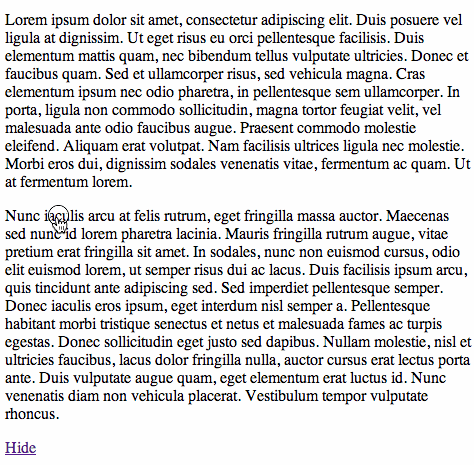 Lorem ipsum dolor sit amet, consectetur adipiscing elit. Duis posuere vel
ligula at dignissim. Ut eget risus eu orci pellentesque facilisis. Duis
elementum mattis quam, nec bibendum tellus vulputate ultricies. Donec et
faucibus quam. Sed et ullamcorper risus, sed vehicula magna. Cras
elementum ipsum nec odio pharetra, in pellentesque sem ullamcorper. In
porta, ligula non commodo sollicitudin, magna tortor feugiat velit, vel
malesuada ante odio faucibus augue. Praesent commodo molestie
eleifend. Aliquam erat volutpat. Nam facilisis ultrices ligula nec molestie.
Morbi eros dui, dignissim sodales venenatis vitae, fermentum ac quam. Ut
at fermentum lorem.
Nunc iaculis arcu at felis rutrum, eget fringilla massa auctor. Maecenas
sed nunc id lorem pharetra lacinia. Mauris fringilla rutrum augue, vitae
pretium erat fringilla sit amet. In sodales, nunc non euismod cursus, odio
elit euismod lorem, ut semper risus dui ac lacus. Duis facilisis ipsum arcu,
quis tincidunt ante adipiscing sed. Sed imperdiet pellentesque semper.
Donec iaculis eros ipsum, eget interdum nisl semper a. Pellentesque
habitant morbi tristique senectus et netus et malesuada fames ac turpis
egestas. Donec sollicitudin eget justo sed dapibus. Nullam molestie, nisl et
ultricies faucibus, lacus dolor fringilla nulla, auctor cursus erat lectus porta
ante. Duis vulputate augue quam, eget elementum erat luctus id. Nunc
venenatis diam non vehicula placerat. Vestibulum tempor vulputate
rhoncus.
Hide